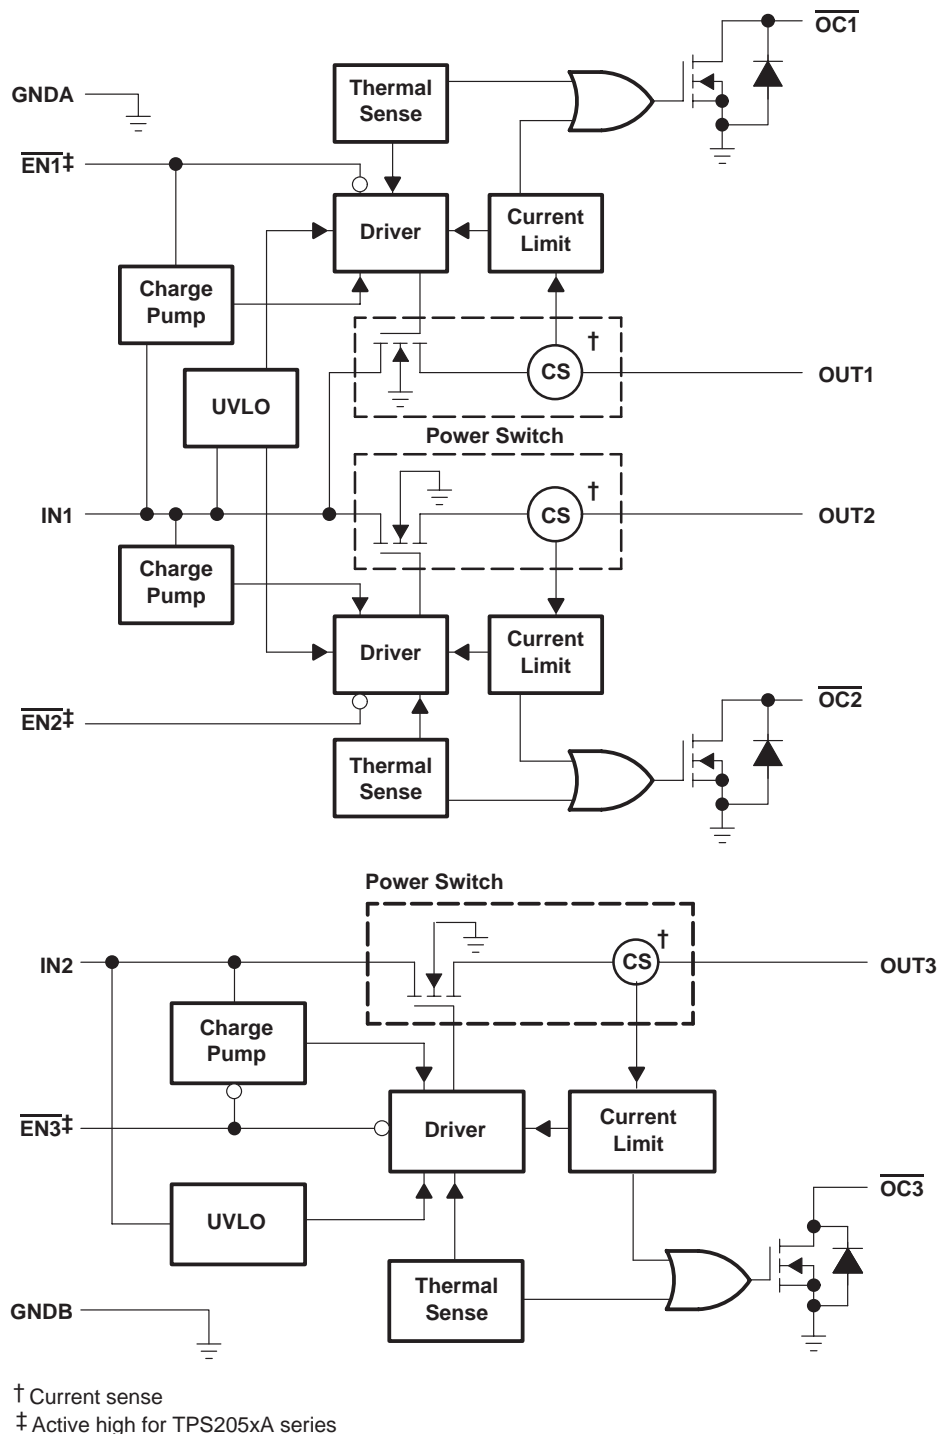 OC1
GNDA
Thermal
Sense
EN1‡
Driver
Current
Limit
Charge
Pump
†
CS
OUT1
UVLO
Power Switch
†
IN1
CS
OUT2
Charge
Pump
Driver
Current
Limit
EN2‡
OC2
Thermal
Sense
Power Switch
†
IN2
CS
OUT3
Charge
Pump
EN3‡
Driver
Current
Limit
OC3
UVLO
Thermal
Sense
GNDB
† Current sense
‡ Active high for TPS205xA series